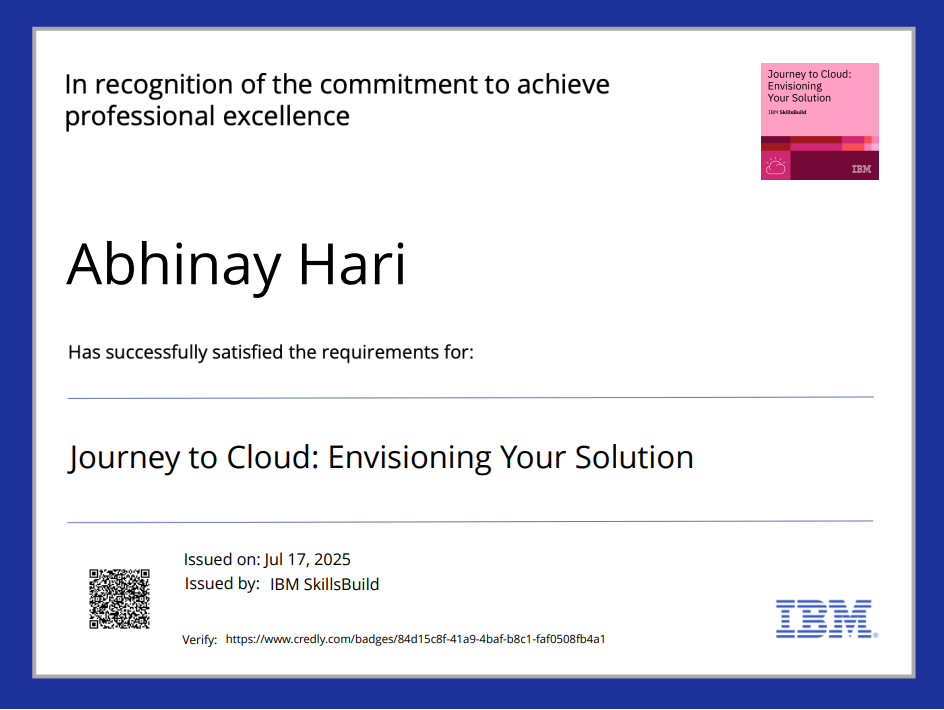 In recognition of the commitment to achieve
professional excellence
Journey to Cloud:
Envisioning
Your Solution
IBM SkillsBuild
IBM
Abhinay Hari
Has successfully satisfied the requirements for:
Journey to Cloud: Envisioning Your Solution
Issued on: Jul 17, 2025
Issued by: IBM SkillsBuild
Verify: https://www.credly.com/badges/84d15c8f-41a9-4baf-b8c1-faf0508fb4a1
IBM®